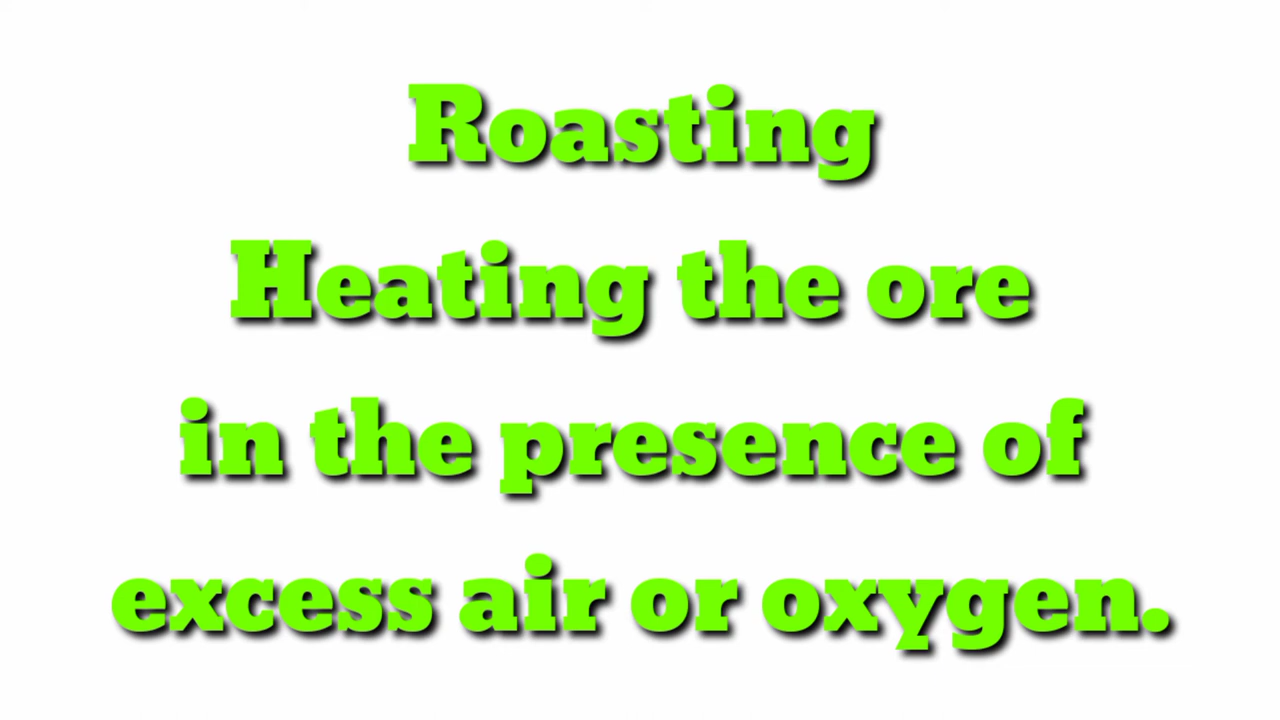 Roasting
Heating the ore
in the presence of
excess air or oxygen.